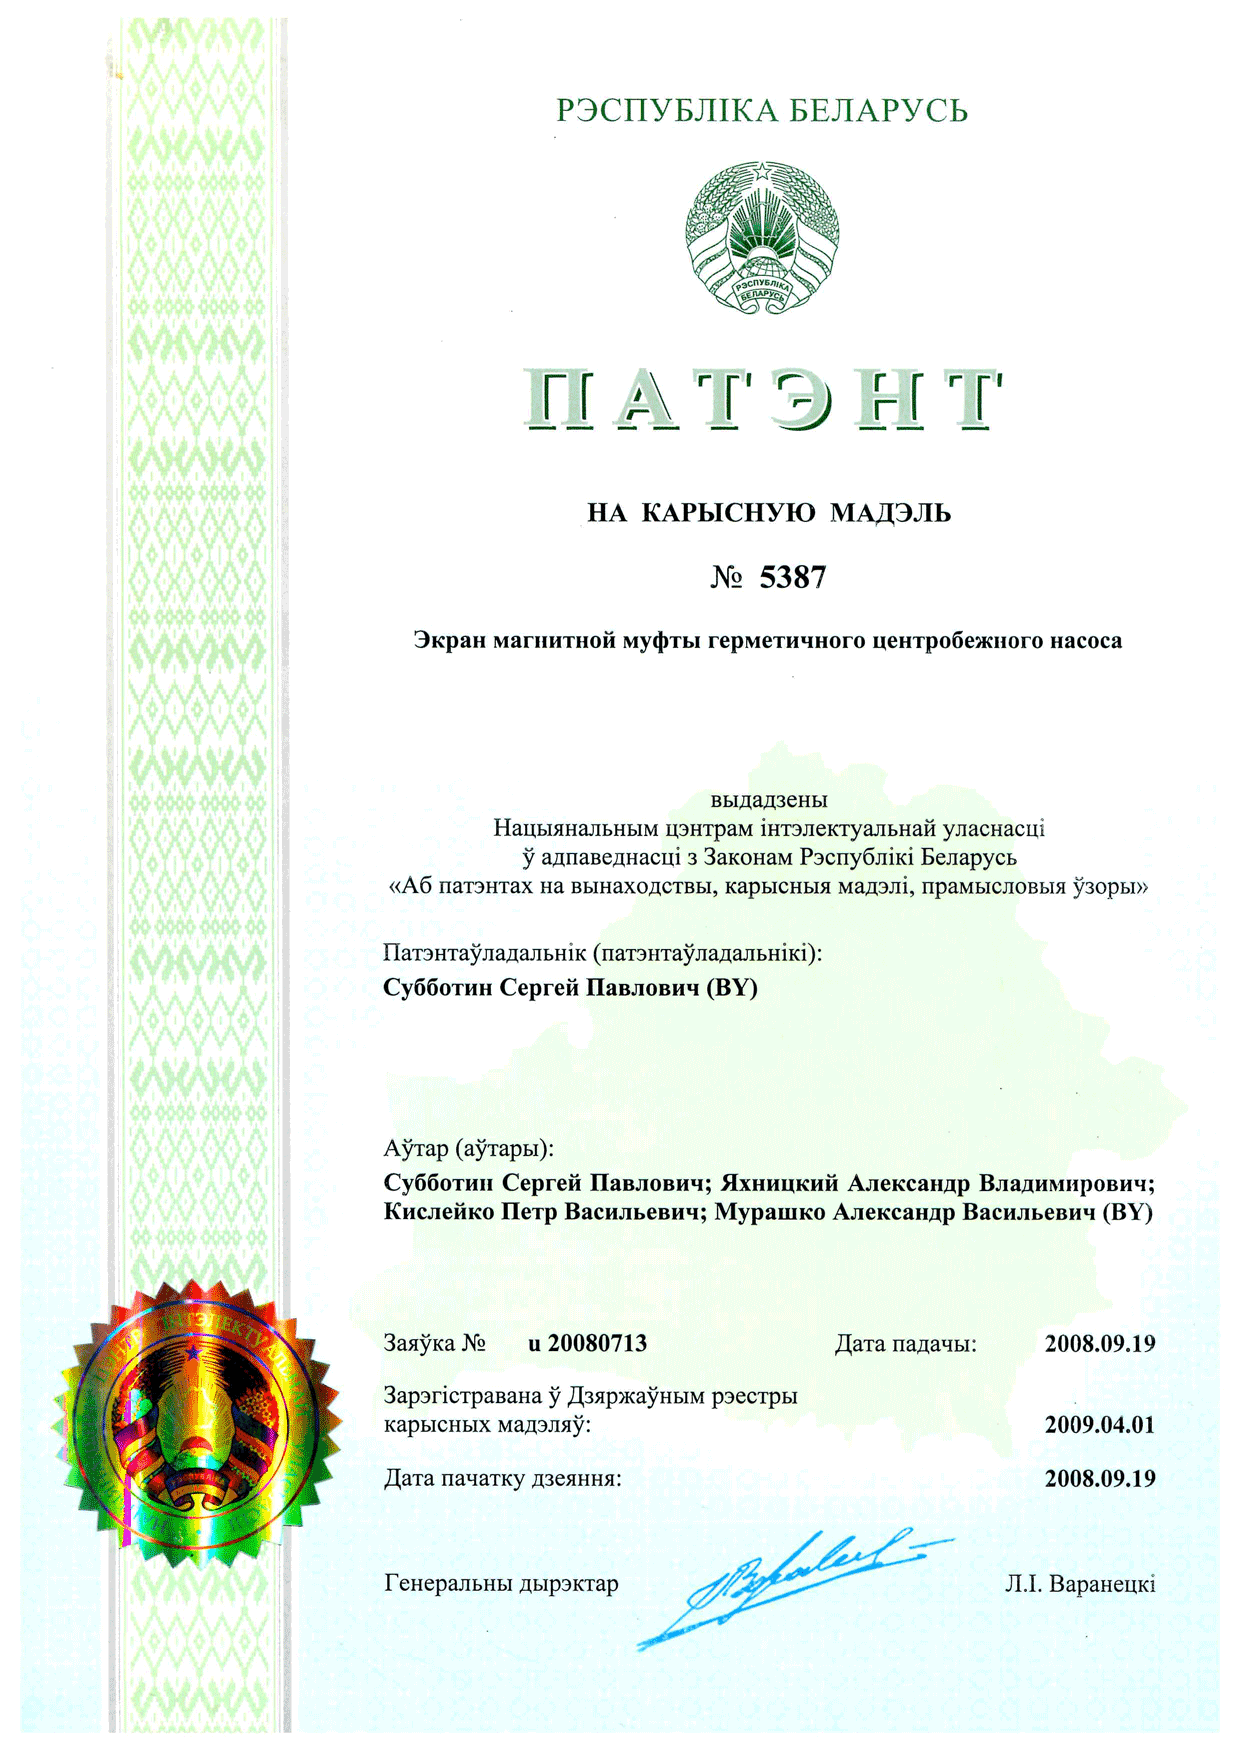 РЭСПУБЛІКА БЕЛАРУСЬ
РЭСПУБЛІКА
БЕЛАРУСЬ
ПАТЭНТ
НА КАРЫСНУЮ МАДЭЛЬ
№ 5387
Экран магнитной муфты герметичного центробежного насоса
выдадзены
Нацыянальным цэнтрам інтэлектуальнай уласнасці
ў адпаведнасці з Законам Рэспублікі Беларусь
«Аб патэнтах на вынаходствы, карысныя мадэлі, прамысловыя ўзоры»
Патэнтаўладальнік (патэнтаўладальнікі):
Субботин Сергей Павлович (BY)
Аўтар (аўтары):
Субботин Сергей Павлович; Яхницкий Александр Владимирович;
Кислейко Петр Васильевич; Мурашко Александр Васильевич (BY)
Заяўка № u 20080713 Дата падачы: 2008.09.19
Зарэгістравана ў Дзяржаўным рэестры
карысных мадэляў: 2009.04.01
Дата пачатку дзеяння: 2008.09.19
Генеральны дырэктар Л.І. Варанецкі